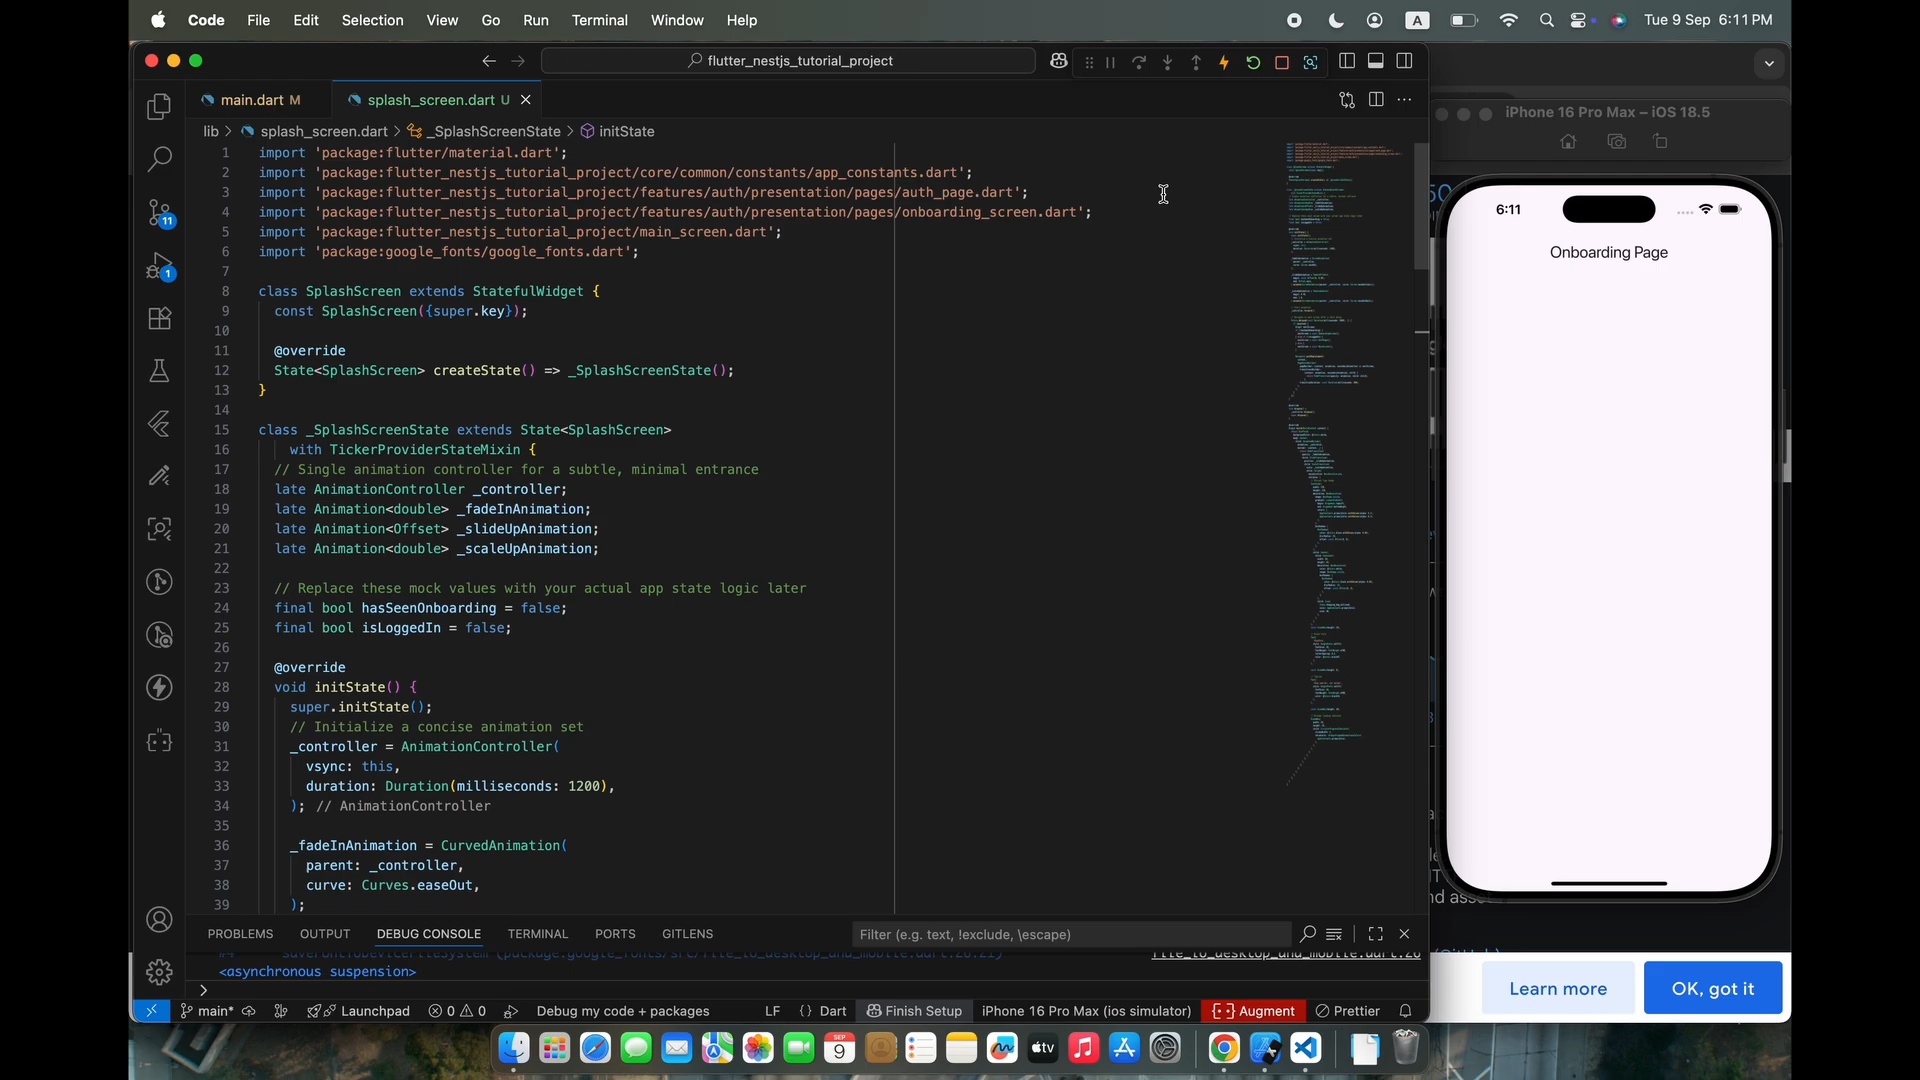 Code File Edit Selection View Go Run Terminal Window Help
A
Tue 9 Sep 6:11 PM
flutter_nestjs_tutorial_project
main.dart M
splash_screen.dart U
lib > splash_screen.dart > _SplashScreenState > initState
1 import 'package:flutter/material.dart';
2 import 'package:flutter_nestjs_tutorial_project/core/common/constants/app_constants.dart';
3 import 'package:flutter_nestjs_tutorial_project/features/auth/presentation/pages/auth_page.dart';
4 import 'package:flutter_nestjs_tutorial_project/features/auth/presentation/pages/onboarding_screen.dart';
5 import 'package:flutter_nestjs_tutorial_project/main_screen.dart';
6 import 'package:google_fonts/google_fonts.dart';
7
8 class SplashScreen extends StatefulWidget {
9 const SplashScreen({super.key});
10
11 @override
12 State<SplashScreen> createState() => _SplashScreenState();
13 }
14
15 class _SplashScreenState extends State<SplashScreen>
16 with TickerProviderStateMixin {
17 // Single animation controller for a subtle, minimal entrance
18 late AnimationController _controller;
19 late Animation<double> _fadeInAnimation;
20 late Animation<Offset> _slideUpAnimation;
21 late Animation<double> _scaleUpAnimation;
22
23 // Replace these mock values with your actual app state logic later
24 final bool hasSeenOnboarding = false;
25 final bool isLoggedIn = false;
26
27 @override
28 void initState() {
29 super.initState();
30 // Initialize a concise animation set
31 _controller = AnimationController(
32 vsync: this,
33 duration: Duration(milliseconds: 1200),
34 ); // AnimationController
35
36 _fadeInAnimation = CurvedAnimation(
37 parent: _controller,
38 curve: Curves.easeOut,
39 );
11
1
iPhone 16 Pro Max – iOS 18.5
6:11
Onboarding Page
PROBLEMS OUTPUT DEBUG CONSOLE TERMINAL PORTS GITLENS
Filter (e.g. text, !exclude, \escape)
<asynchronous suspension>
>
main* Launchpad 0 0 Debug my code + packages LF {} Dart Finish Setup iPhone 16 Pro Max (ios simulator) Augment Prettier
Learn more
OK, got it
SEP
9
tv